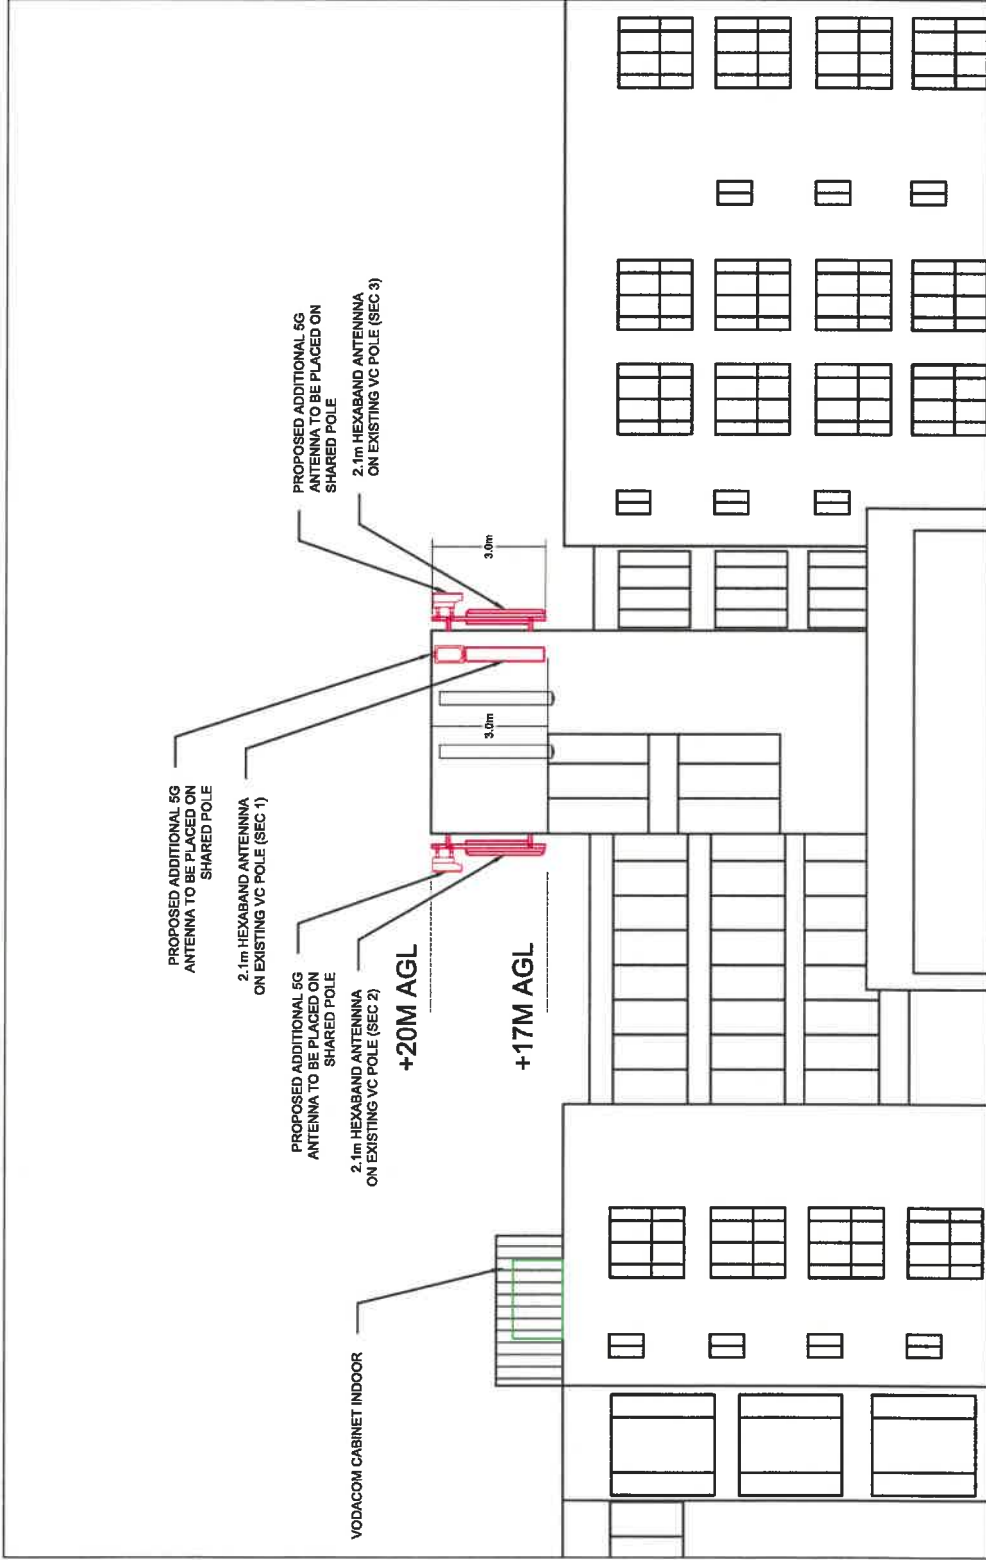 PROPOSED ADDITIONAL 5G
ANTENNA TO BE PLACED ON
SHARED POLE
2.1m HEXABAND ANTENNNA
ON EXISTING VC POLE (SEC 1)
PROPOSED ADDITIONAL 5G
ANTENNA TO BE PLACED ON
SHARED POLE
2.1m HEXABAND ANTENNNA
ON EXISTING VC POLE (SEC 2)
PROPOSED ADDITIONAL 5G
ANTENNA TO BE PLACED ON
SHARED POLE
2.1m HEXABAND ANTENNNA
ON EXISTING VC POLE (SEC 3)
VODACOM CABINET INDOOR
+20M AGL
+17M AGL
3.0m
3.0m